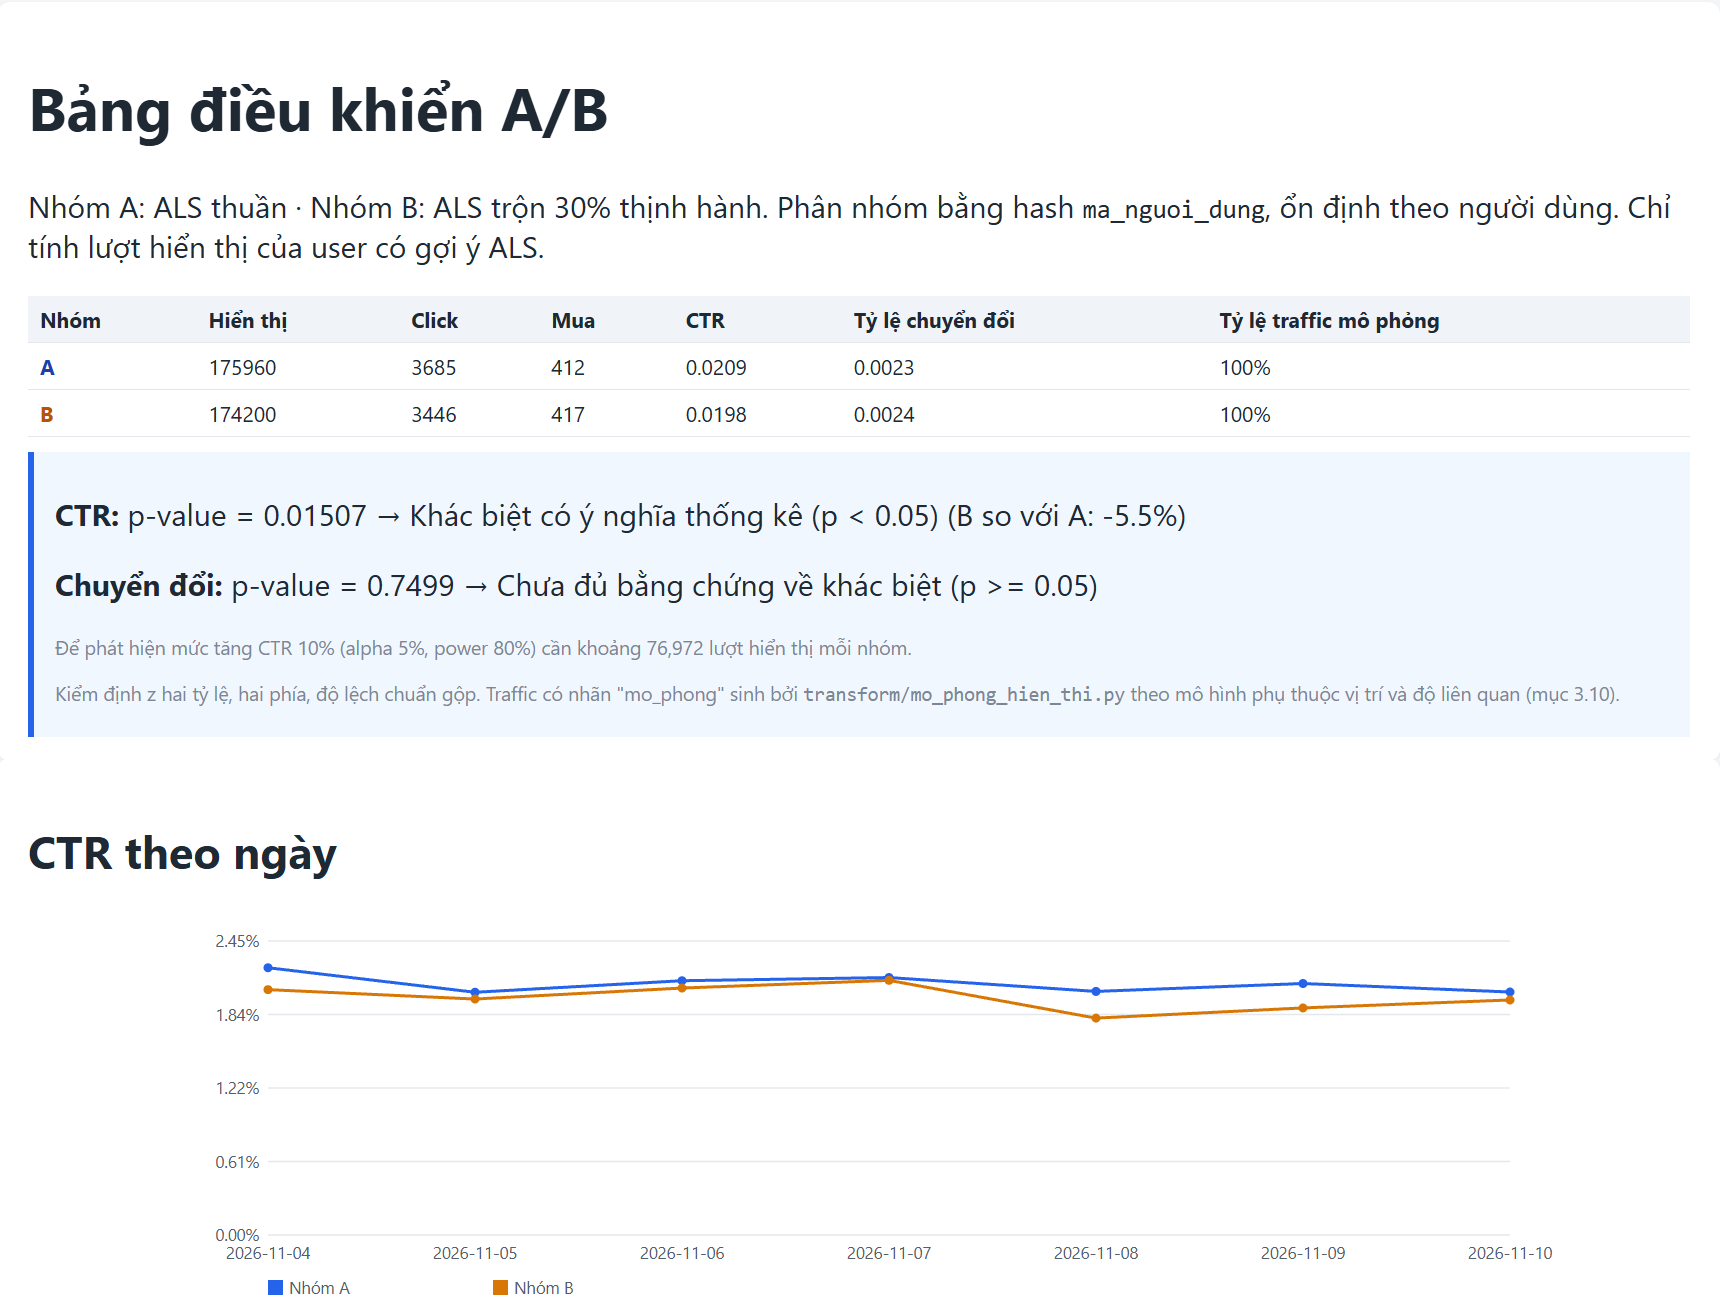 Bảng điều khiển A/B
Nhóm A: ALS thuần · Nhóm B: ALS trộn 30% thịnh hành. Phân nhóm bằng hash ma_nguoi_dung, ổn định theo người dùng. Chỉ
tính lượt hiển thị của user có gợi ý ALS.
Nhóm Hiển thị Click Mua CTR Tỷ lệ chuyển đổi Tỷ lệ traffic mô phỏng
A 175960 3685 412 0.0209 0.0023 100%
B 174200 3446 417 0.0198 0.0024 100%
CTR: p-value = 0.01507 → Khác biệt có ý nghĩa thống kê (p < 0.05) (B so với A: -5.5%)
Chuyển đổi: p-value = 0.7499 → Chưa đủ bằng chứng về khác biệt (p >= 0.05)
Để phát hiện mức tăng CTR 10% (alpha 5%, power 80%) cần khoảng 76,972 lượt hiển thị mỗi nhóm.
Kiểm định z hai tỷ lệ, hai phía, độ lệch chuẩn gộp. Traffic có nhãn "mo_phong" sinh bởi transform/mo_phong_hien_thi.py theo mô hình phụ thuộc vị trí và độ liên quan (mục 3.10).
CTR theo ngày
2.45%
1.84%
1.22%
0.61%
0.00%
2026-11-04 2026-11-05 2026-11-06 2026-11-07 2026-11-08 2026-11-09 2026-11-10
Nhóm A Nhóm B